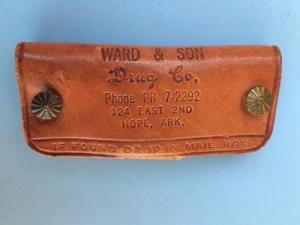 WARD & SON
Drug Co.
Phone PR 7-2292
124 EAST 2ND
HOPE, ARK.
IF FOUND DROP IN MAIL BOX